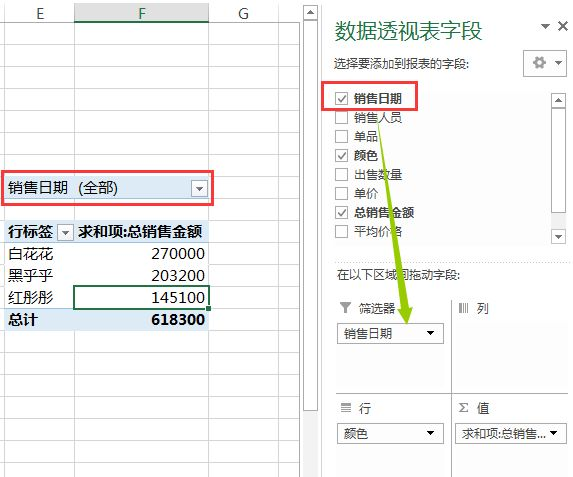 E F G
销售日期 (全部)
行标签 求和项:总销售金额
白花花 270000
黑乎乎 203200
红彤彤 145100
总计 618300
数据透视表字段
选择要添加到报表的字段:
销售日期
销售人员
单品
颜色
出售数量
单价
总销售金额
平均价格
在以下区域间拖动字段:
筛选器
列
销售日期
行
Σ 值
颜色
求和项:总销售...